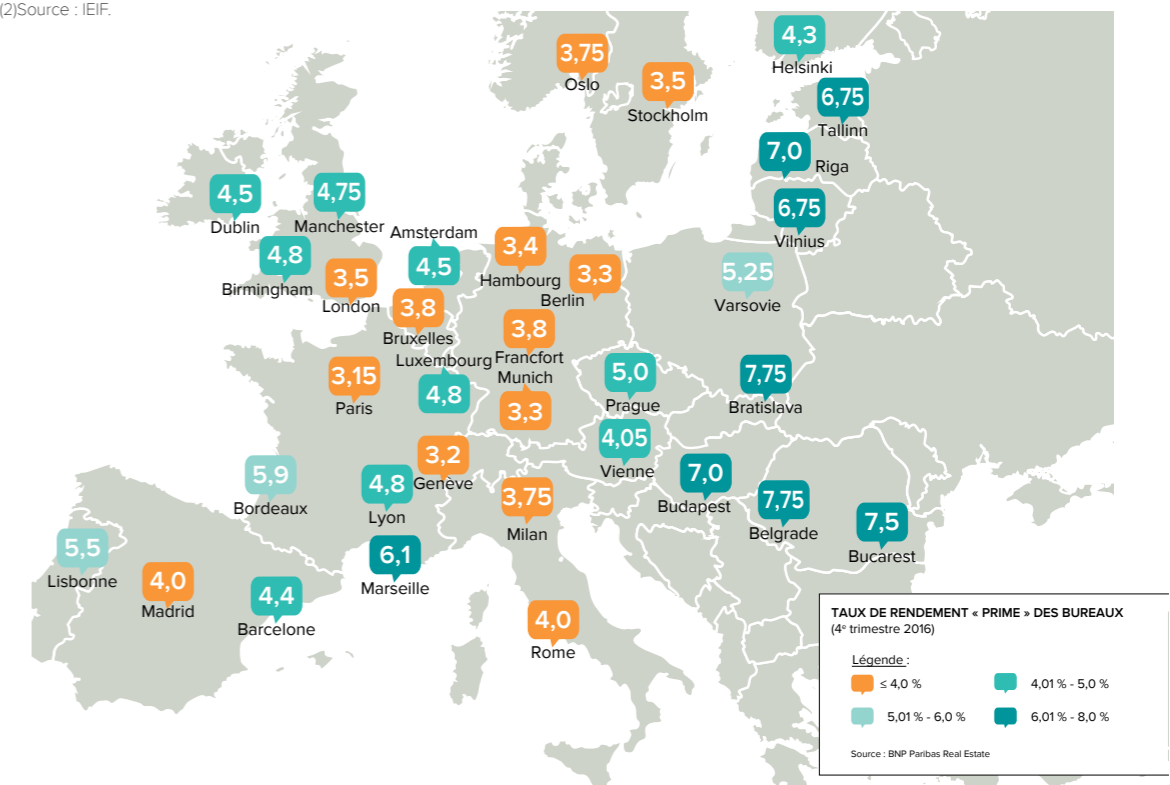 (2)Source : IEIF.
4,3
Helsinki
3,75
Oslo
3,5
Stockholm
6,75
Tallinn
7,0
Riga
6,75
Vilnius
4,5
Dublin
4,75
Manchester
Amsterdam
4,5
4,8
Birmingham
3,5
London
3,4
Hambourg
3,3
Berlin
5,25
Varsovie
3,8
Bruxelles
3,8
Francfort
Luxembourg
4,8
Munich
3,3
3,15
Paris
5,0
Prague
7,75
Bratislava
4,05
Vienne
3,2
Genève
5,9
Bordeaux
4,8
Lyon
3,75
Milan
7,0
Budapest
7,75
Belgrade
7,5
Bucarest
5,5
Lisbonne
4,0
Madrid
4,4
Barcelone
6,1
Marseille
4,0
Rome
TAUX DE RENDEMENT « PRIME » DES BUREAUX
(4e trimestre 2016)
Légende :
≤ 4,0 %
4,01 % - 5,0 %
5,01 % - 6,0 %
6,01 % - 8,0 %
Source : BNP Paribas Real Estate